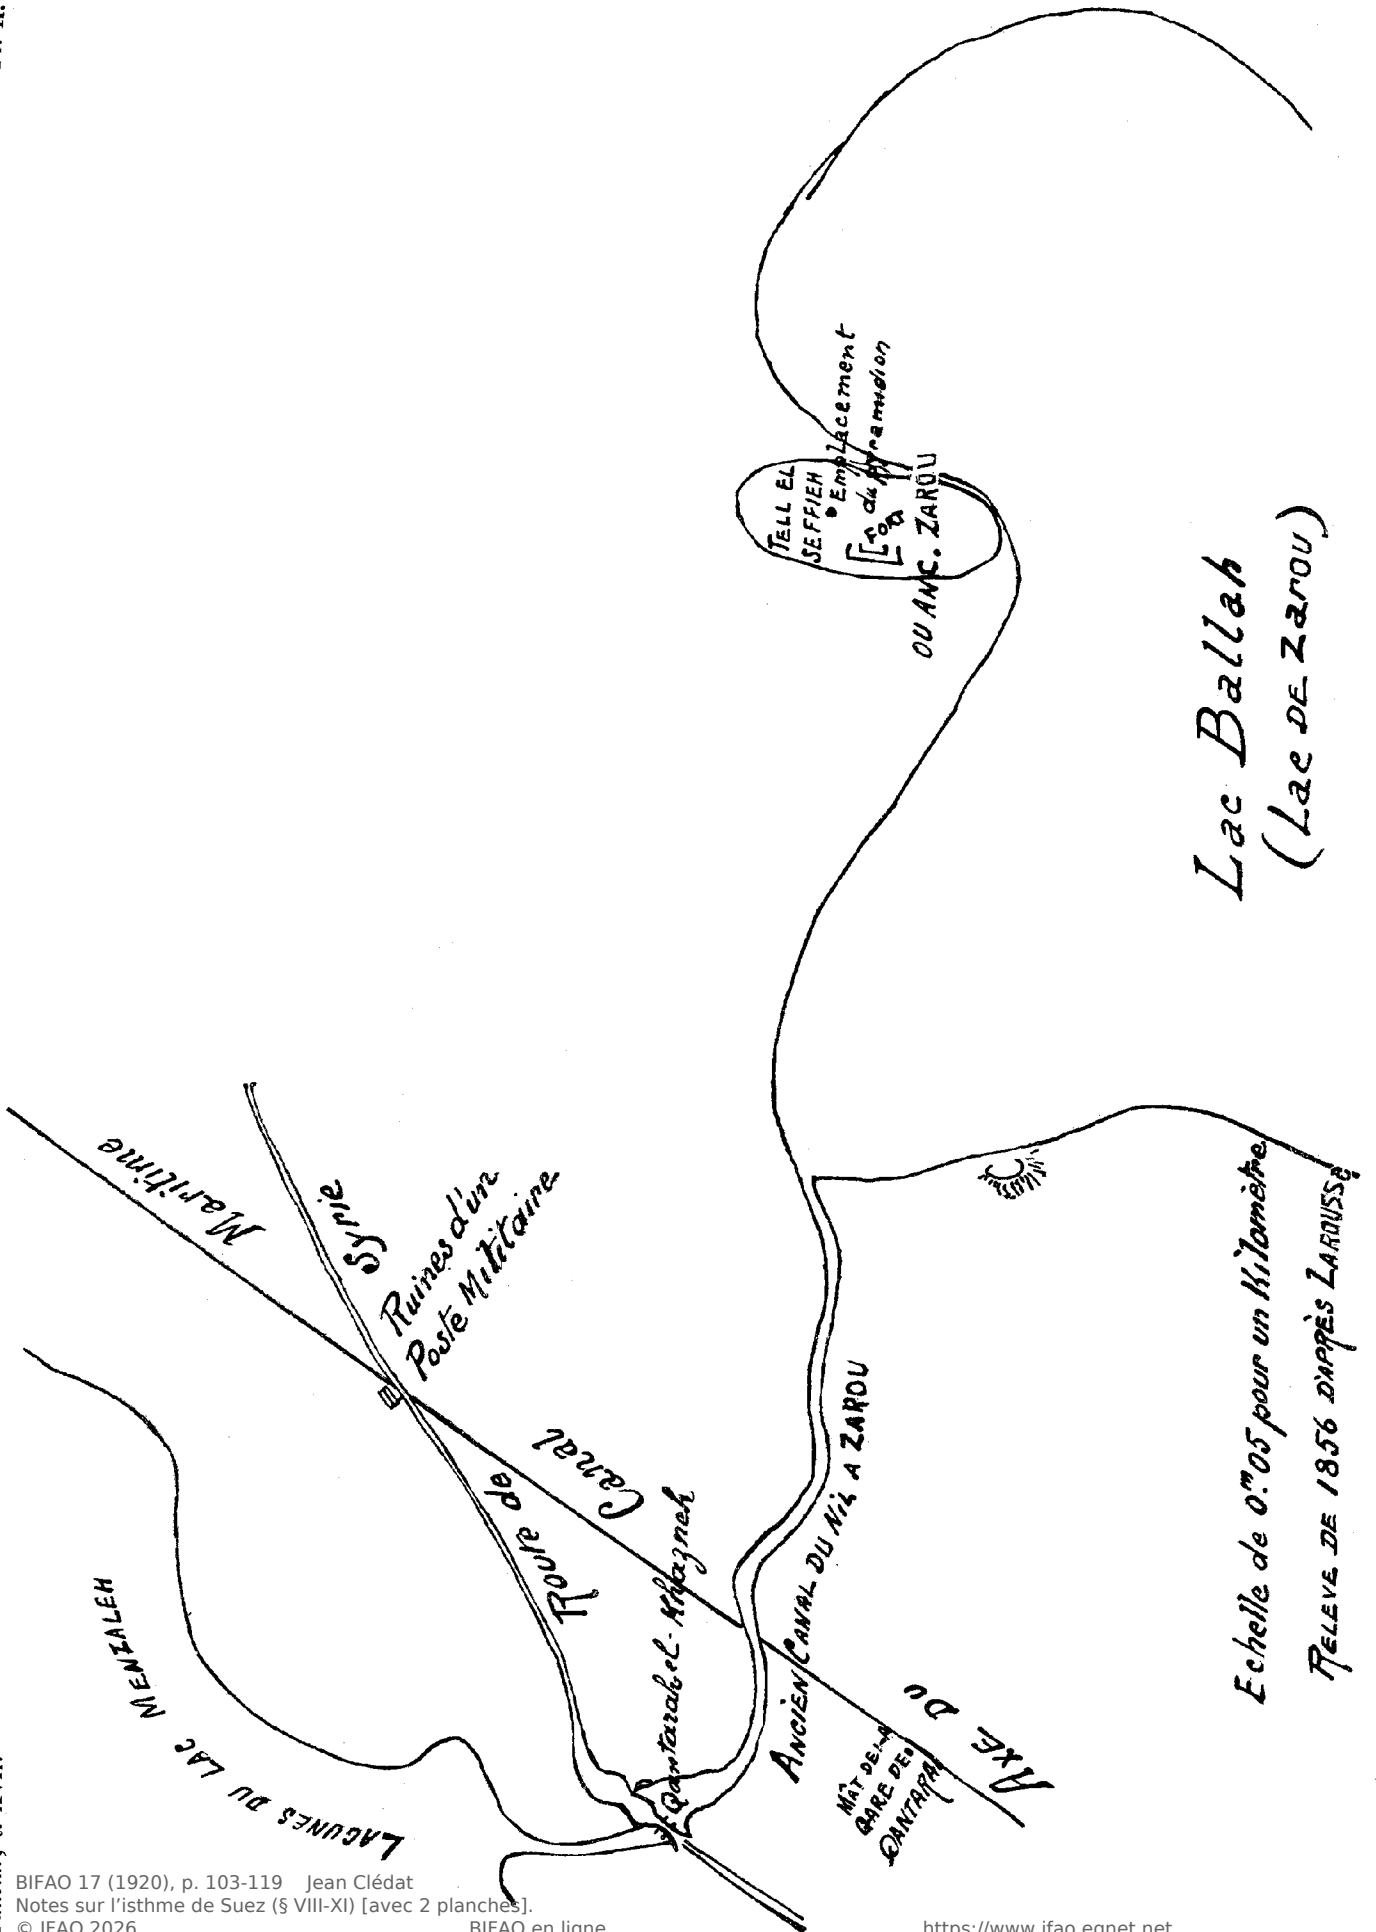 LAGUNES DU LAC MENZALEH
Maritime
Syrie
Ruines d'un
Poste Militaire
Route de
Canal
Qantarah el-Khazneh
ANCIEN CANAL DU NIL A ZAROU
AXE DU
MÂT DE LA
GARE DE
QANTARAH
TELL EL
SEFFIEH
Emplacement
du pyramidion
OU ANC. ZAROU
Lac Ballah
(Lac DE Zarou)
Echelle de 0.m05 pour un Kilomètre.
RELEVE DE 1856 D'APRÈS LAROUSSE
BIFAO 17 (1920), p. 103-119 Jean Clédat
Notes sur l'isthme de Suez (§ VIII-XI) [avec 2 planches].
© IFAO 2026 BIFAO en ligne https://www.ifao.egnet.net